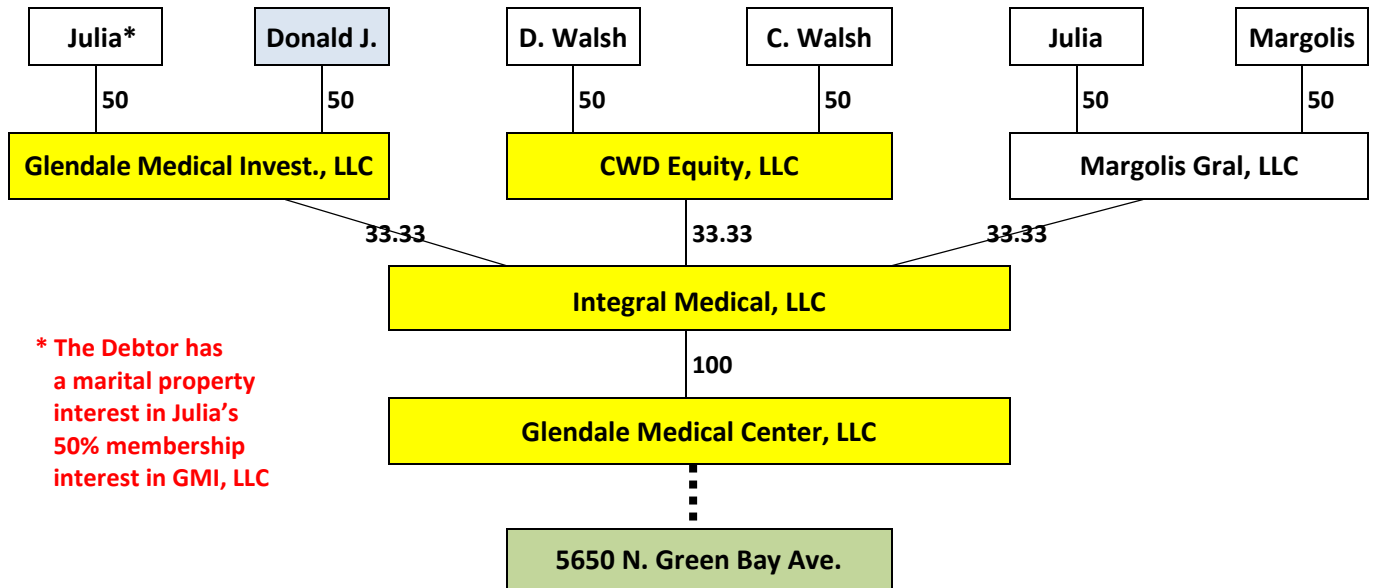 Julia*
Donald J.
D. Walsh
C. Walsh
Julia
Margolis
50
50
50
50
50
50
Glendale Medical Invest., LLC
CWD Equity, LLC
Margolis Gral, LLC
33.33
33.33
33.33
Integral Medical, LLC
* The Debtor has
a marital property
interest in Julia's
50% membership
interest in GMI, LLC
100
Glendale Medical Center, LLC
5650 N. Green Bay Ave.